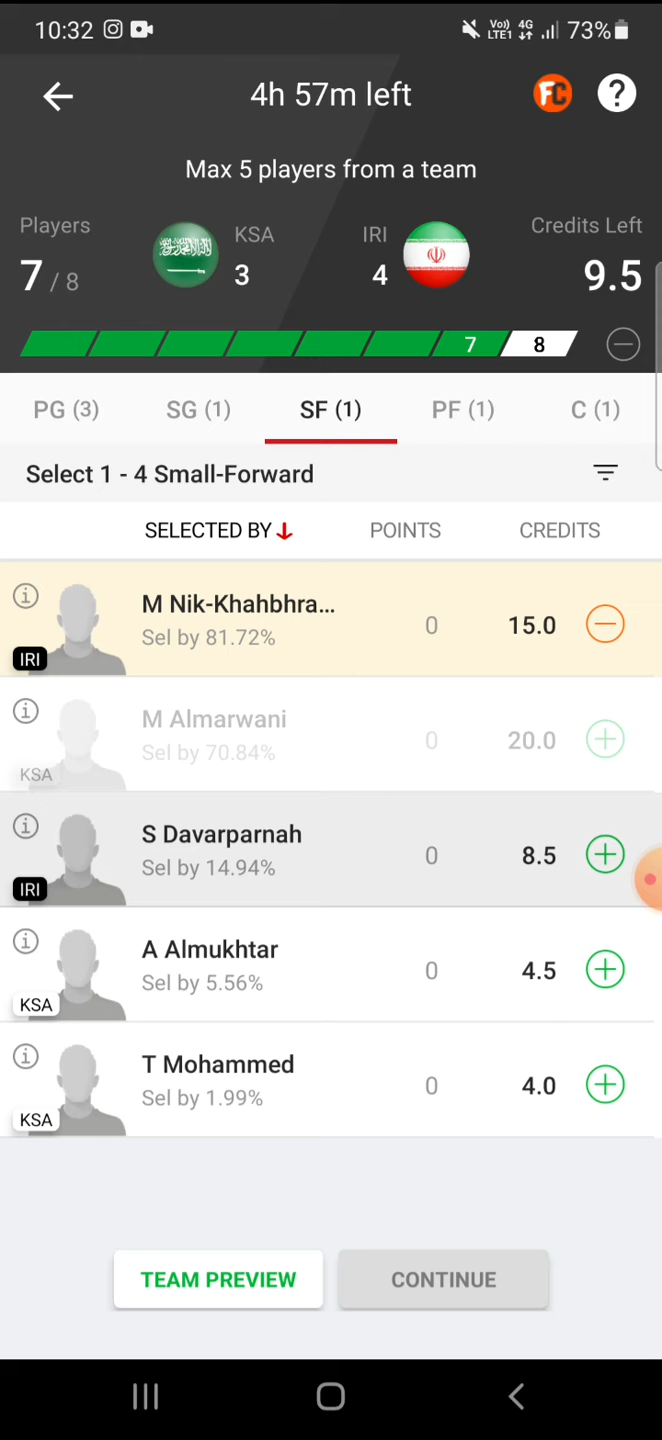 10:32 Vo)) LTE1 4G 73%
4h 57m left FC ?
Max 5 players from a team
Players KSA IRI Credits Left
7 / 8 3 4 9.5
7 8
PG (3) SG (1) SF (1) PF (1) C (1)
Select 1 - 4 Small-Forward
SELECTED BY POINTS CREDITS
M Nik-Khahbhra...
Sel by 81.72% 0 15.0
IRI
M Almarwani
Sel by 70.84% 0 20.0
KSA
S Davarparnah
Sel by 14.94% 0 8.5
IRI
A Almukhtar
Sel by 5.56% 0 4.5
KSA
T Mohammed
Sel by 1.99% 0 4.0
KSA
TEAM PREVIEW CONTINUE